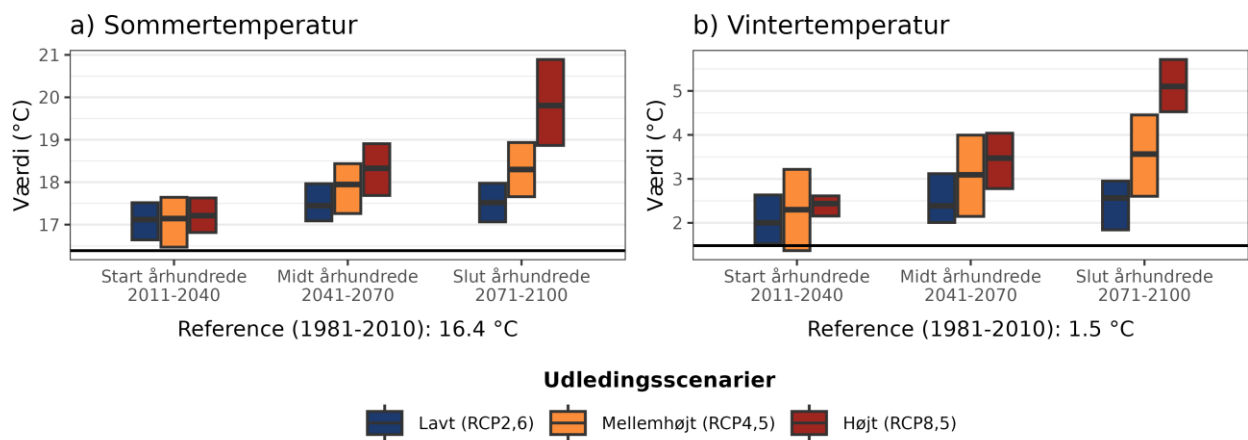 a) Sommertemperatur
Værdi (°C)
21
20
19
18
17
Start århundrede
2011-2040
Midt århundrede
2041-2070
Slut århundrede
2071-2100
Reference (1981-2010): 16.4 °C
b) Vintertemperatur
Værdi (°C)
5
4
3
2
Start århundrede
2011-2040
Midt århundrede
2041-2070
Slut århundrede
2071-2100
Reference (1981-2010): 1.5 °C
Udledingsscenarier
Lavt (RCP2,6)
Mellemhøjt (RCP4,5)
Højt (RCP8,5)